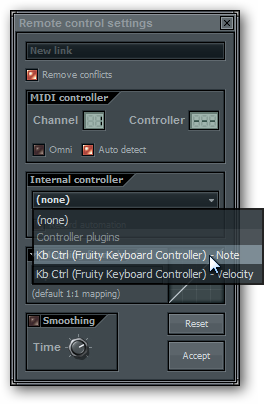 Remote control settings
New link
Remove conflicts
MIDI controller
Channel 1 Controller ---
Omni Auto detect
Internal controller
(none)
(none)
Controller plugins
Kb Ctrl (Fruity Keyboard Controller) - Note
Kb Ctrl (Fruity Keyboard Controller) - Velocity
(default 1:1 mapping)
Smoothing
Reset
Time
Accept